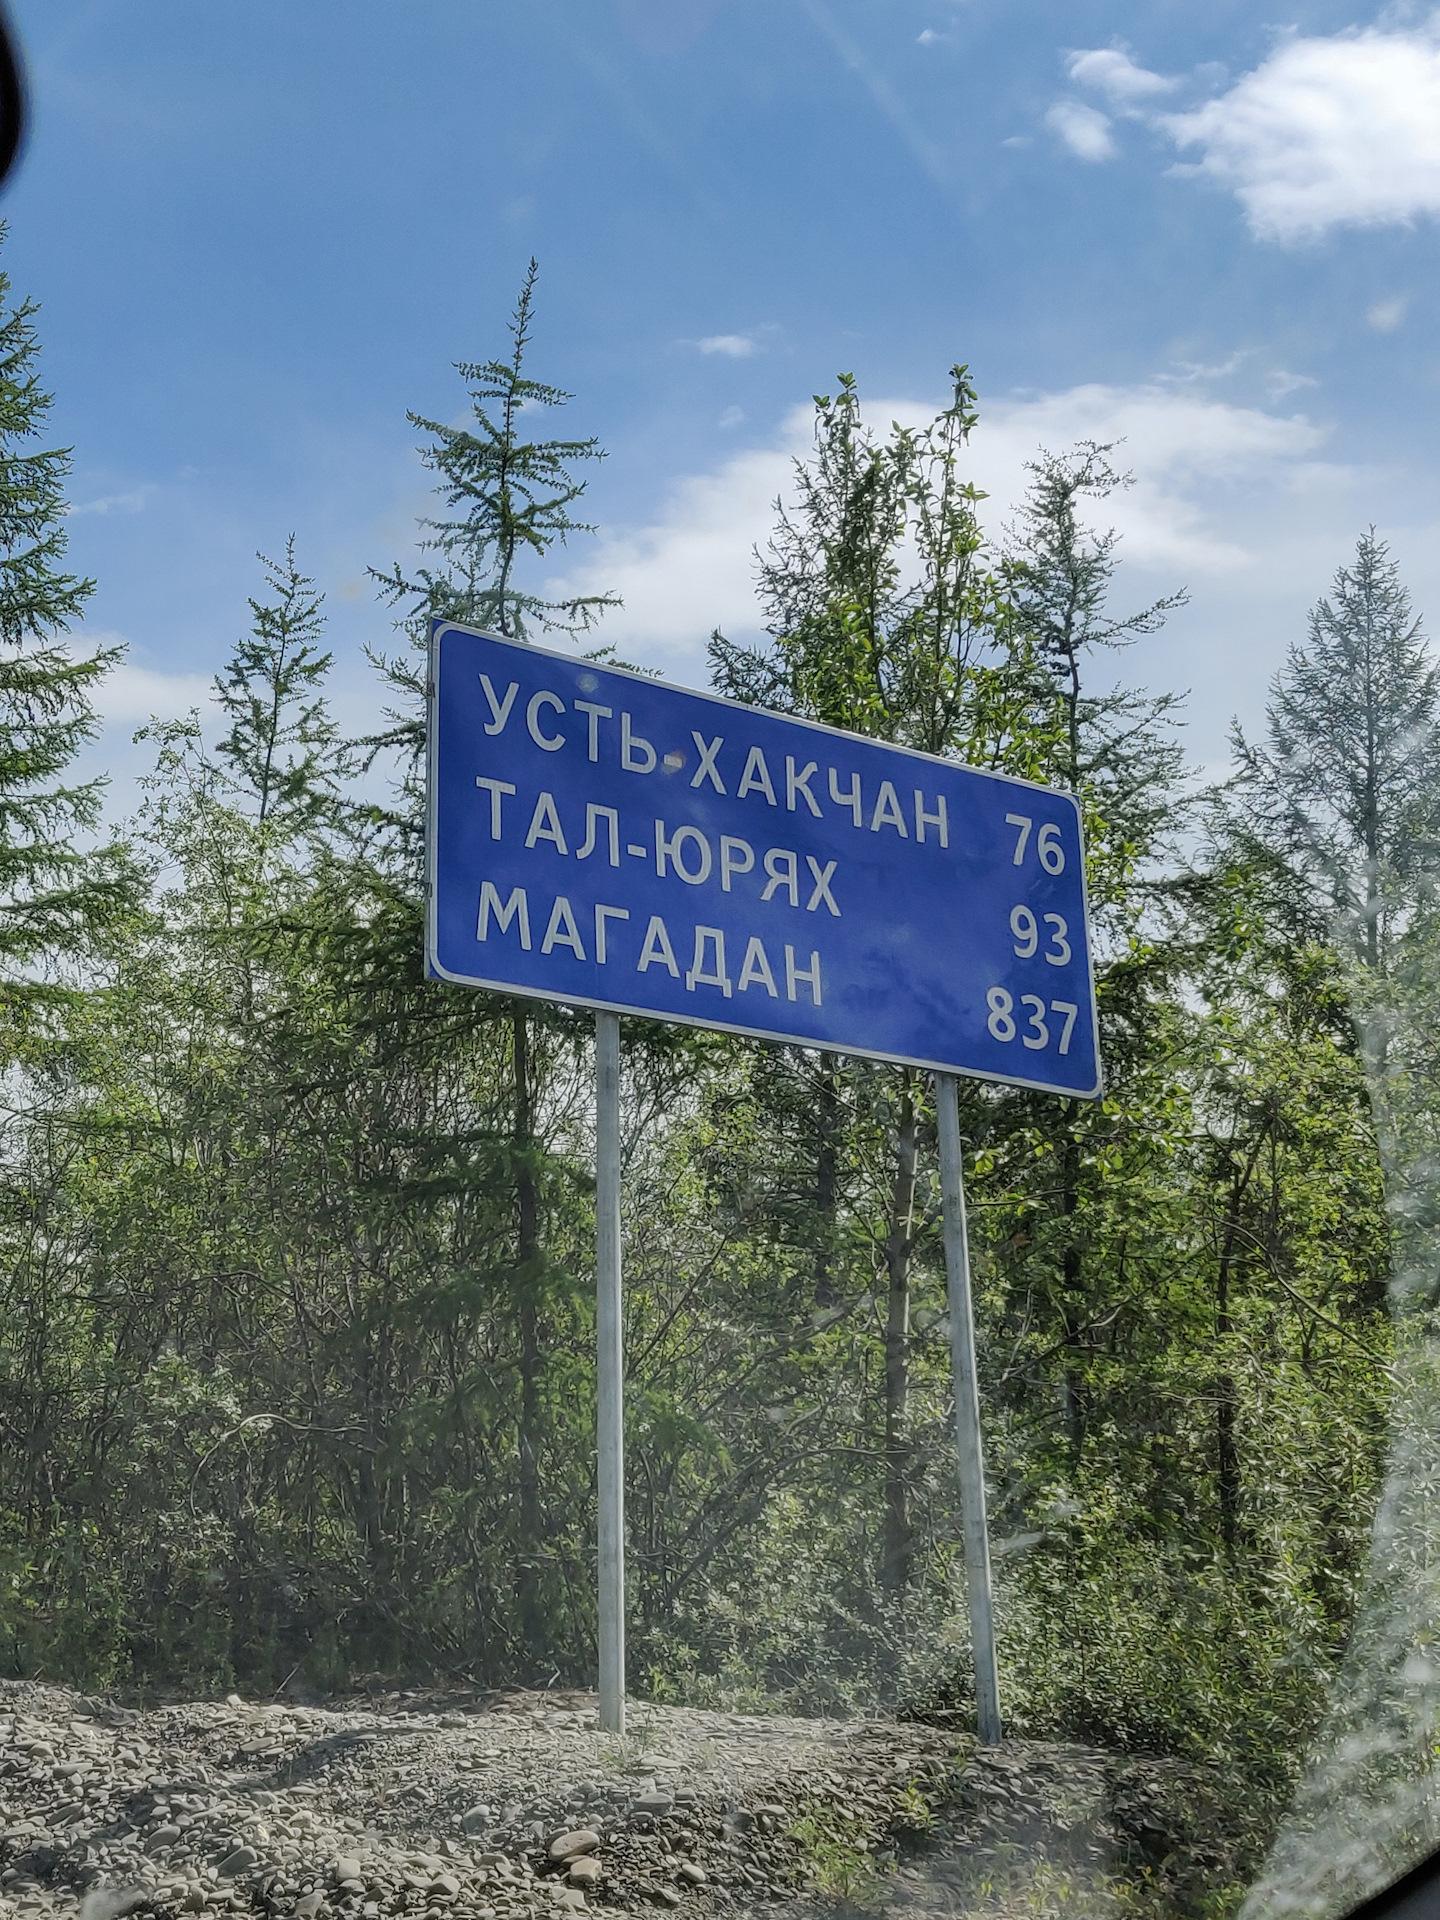 УСТЬ-ХАКЧАН 76
ТАЛ-ЮРЯХ 93
МАГАДАН 837